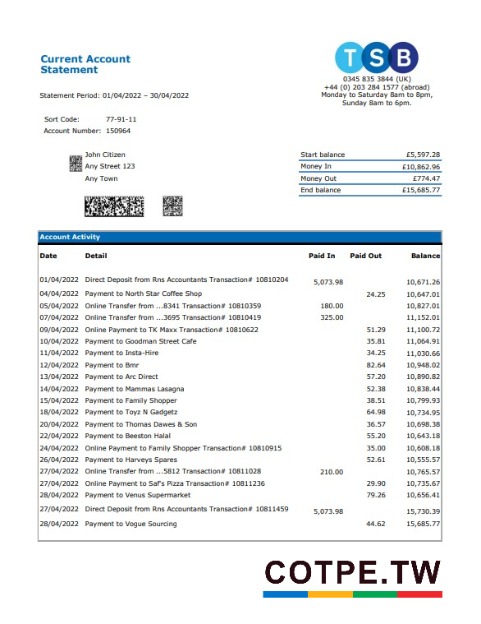 Current Account
Statement
TSB
0345 835 3844 (UK)
+44 (0) 203 284 1577 (abroad)
Monday to Saturday 8am to 8pm,
Sunday 8am to 6pm.
Statement Period: 01/04/2022 – 30/04/2022
Sort Code: 77-91-11
Account Number: 150964
John Citizen
Any Street 123
Any Town
Start balance £5,597.28
Money In £10,862.96
Money Out £774.47
End balance £15,685.77
Account Activity
Date Detail Paid In Paid Out Balance
01/04/2022 Direct Deposit from Rns Accountants Transaction# 10810204 5,073.98 10,671.26
04/04/2022 Payment to North Star Coffee Shop 24.25 10,647.01
05/04/2022 Online Transfer from ...8341 Transaction# 10810359 180.00 10,827.01
07/04/2022 Online Transfer from ...3695 Transaction# 10810419 325.00 11,152.01
09/04/2022 Online Payment to TK Maxx Transaction# 10810622 51.29 11,100.72
10/04/2022 Payment to Goodman Street Cafe 35.81 11,064.91
11/04/2022 Payment to Insta-Hire 34.25 11,030.66
12/04/2022 Payment to Bmr 82.64 10,948.02
13/04/2022 Payment to Arc Direct 57.20 10,890.82
14/04/2022 Payment to Mammas Lasagna 52.38 10,838.44
15/04/2022 Payment to Family Shopper 38.51 10,799.93
18/04/2022 Payment to Toyz N Gadgetz 64.98 10,734.95
20/04/2022 Payment to Thomas Dawes & Son 36.57 10,698.38
22/04/2022 Payment to Beeston Halal 55.20 10,643.18
24/04/2022 Online Payment to Family Shopper Transaction# 10810915 35.00 10,608.18
26/04/2022 Payment to Harveys Spares 52.61 10,555.57
27/04/2022 Online Transfer from ...5812 Transaction# 10811028 210.00 10,765.57
27/04/2022 Online Payment to Saf's Pizza Transaction# 10811236 29.90 10,735.67
28/04/2022 Payment to Venus Supermarket 79.26 10,656.41
27/04/2022 Direct Deposit from Rns Accountants Transaction# 10811459 5,073.98 15,730.39
28/04/2022 Payment to Vogue Sourcing 44.62 15,685.77
COTPE.TW